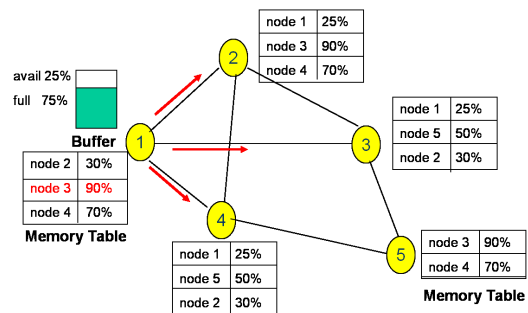 node 1 25%
node 3 90%
node 4 70%
2
avail 25%
full 75%
Buffer
1
node 2 30%
node 3 90%
node 4 70%
Memory Table
node 1 25%
node 5 50%
node 2 30%
3
4
node 1 25%
node 5 50%
node 2 30%
5
node 3 90%
node 4 70%
Memory Table